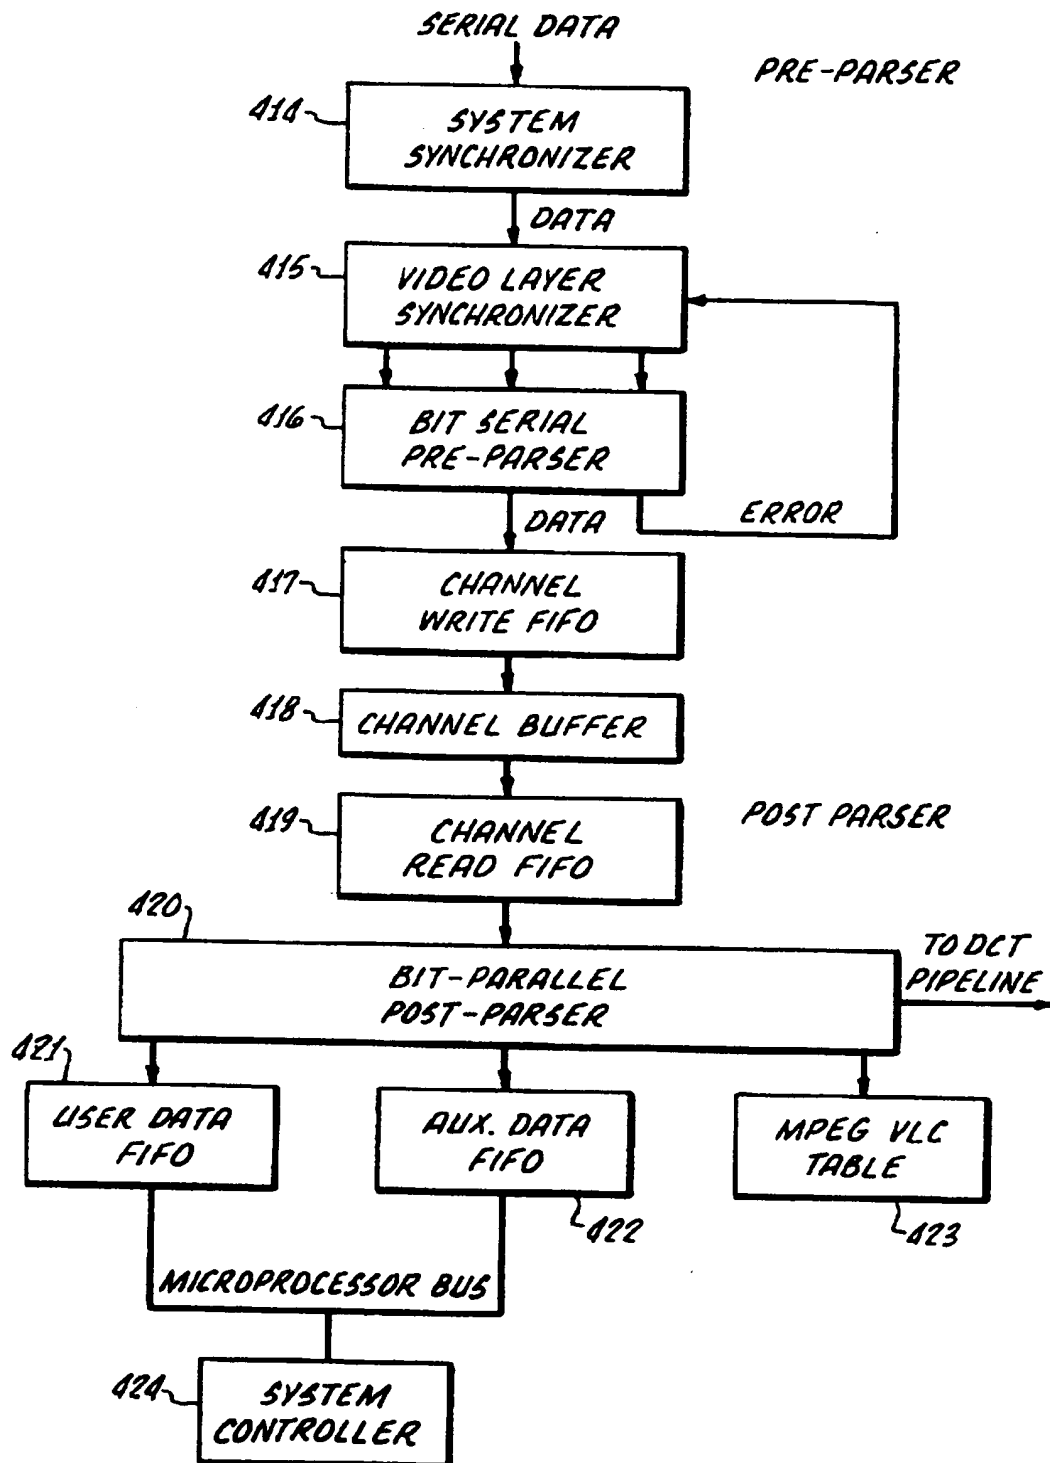 SERIAL DATA
PRE-PARSER
414
SYSTEM
SYNCHRONIZER
DATA
415
VIDEO LAYER
SYNCHRONIZER
416
BIT SERIAL
PRE-PARSER
DATA
ERROR
417
CHANNEL
WRITE FIFO
418
CHANNEL BUFFER
419
CHANNEL
READ FIFO
POST PARSER
420
BIT-PARALLEL
POST-PARSER
TO DCT
PIPELINE
421
USER DATA
FIFO
AUX. DATA
FIFO
422
MPEG VLC
TABLE
423
MICROPROCESSOR BUS
424
SYSTEM
CONTROLLER